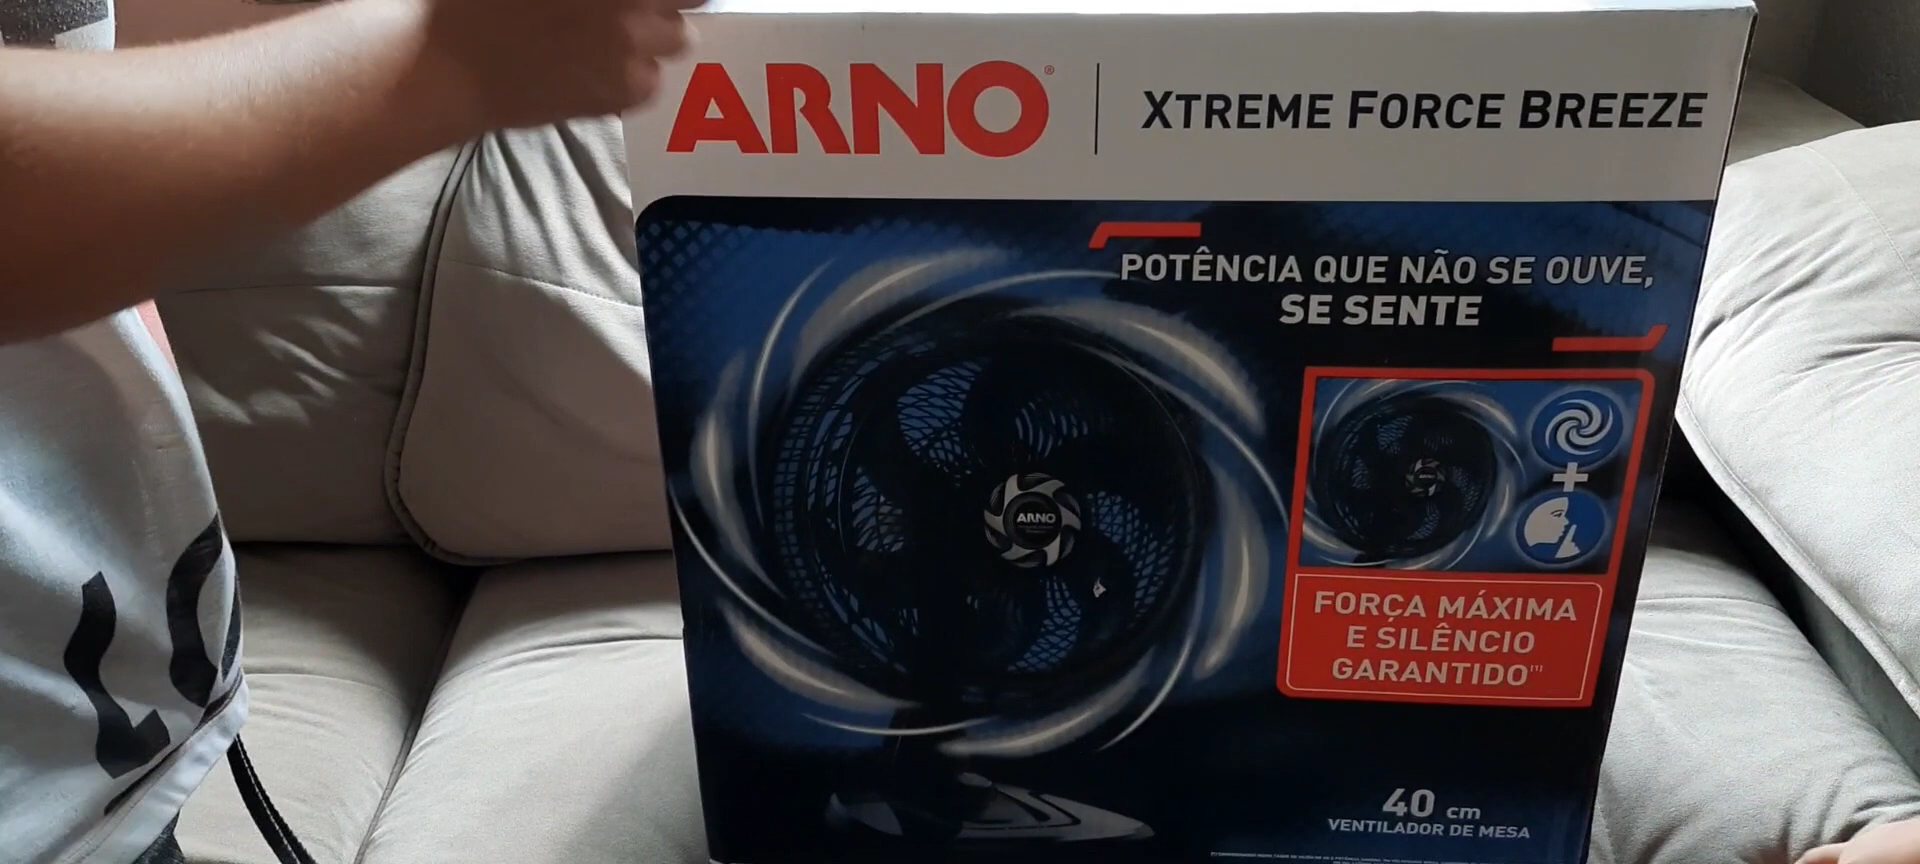 ARNO®
XTREME FORCE BREEZE
POTÊNCIA QUE NÃO SE OUVE,
SE SENTE
ARNO
FORÇA MÁXIMA
E SILÊNCIO
GARANTIDO
40 cm
VENTILADOR DE MESA